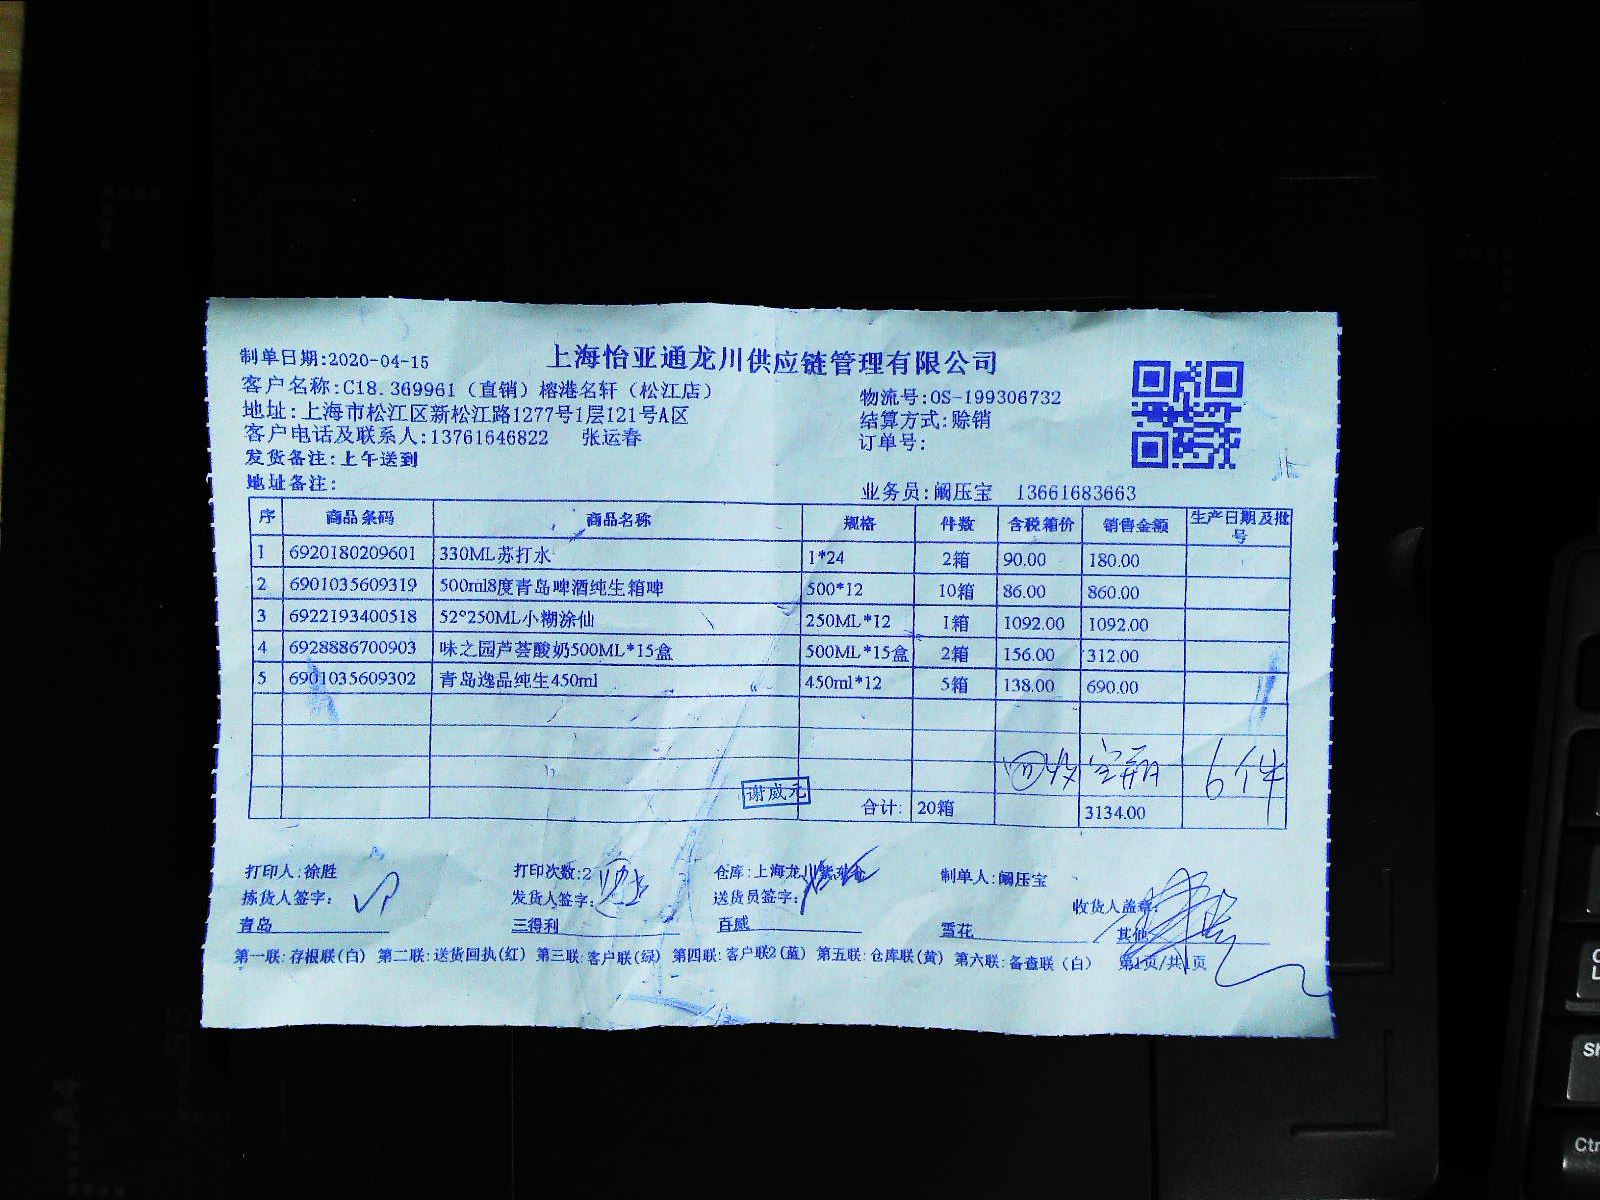 上海怡亚通龙川供应链管理有限公司
制单日期:2020-04-15
客户名称:C18.369961(直销)榕港名轩(松江店)
物流号:OS-199306732
地址:上海市松江区新松江路1277号1层121号A区
结算方式:赊销
客户电话及联系人:13761646822 张运春
订单号:
发货备注:上午送到
地址备注:
业务员:阚压宝 13661683663
序 商品条码 商品名称 规格 件数 含税箱价 销售金额 生产日期及批号
1 6920180209601 330ML苏打水 1*24 2箱 90.00 180.00
2 6901035609319 500ml8度青岛啤酒纯生箱啤 500*12 10箱 86.00 860.00
3 6922193400518 52°250ML小糊涂仙 250ML*12 1箱 1092.00 1092.00
4 6928886700903 味之园芦荟酸奶500ML*15盒 500ML*15盒 2箱 156.00 312.00
5 6901035609302 青岛逸品纯生450ml 450ml*12 5箱 138.00 690.00
回收空瓶 6件
谢威元
合计: 20箱 3134.00
打印人:徐胜 打印次数:2 仓库:上海龙川 制单人:阚压宝
拣货人签字: 发货人签字: 送货员签字: 收货人盖章:
青岛 三得利 百威 雪花 其他
第一联:存根联(白) 第二联:送货回执(红) 第三联:客户联(绿) 第四联:客户联2(蓝) 第五联:仓库联(黄) 第六联:备查联(白) 第1页/共1页
A4
B5
Ctr